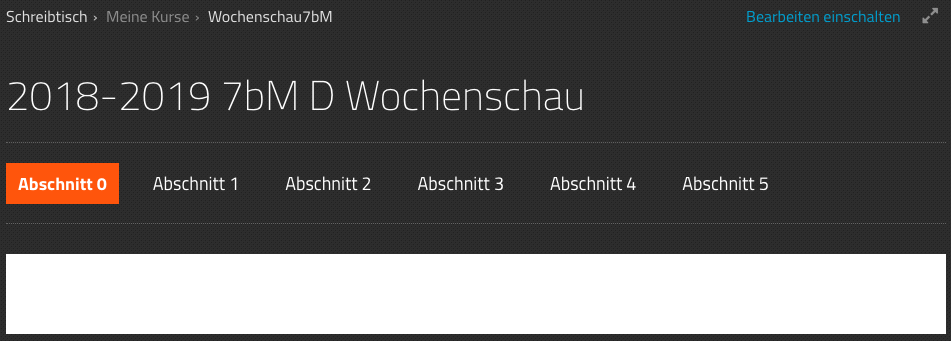 Schreibtisch › Meine Kurse › Wochenschau7bM Bearbeiten einschalten
2018-2019 7bM D Wochenschau
Abschnitt 0 Abschnitt 1 Abschnitt 2 Abschnitt 3 Abschnitt 4 Abschnitt 5